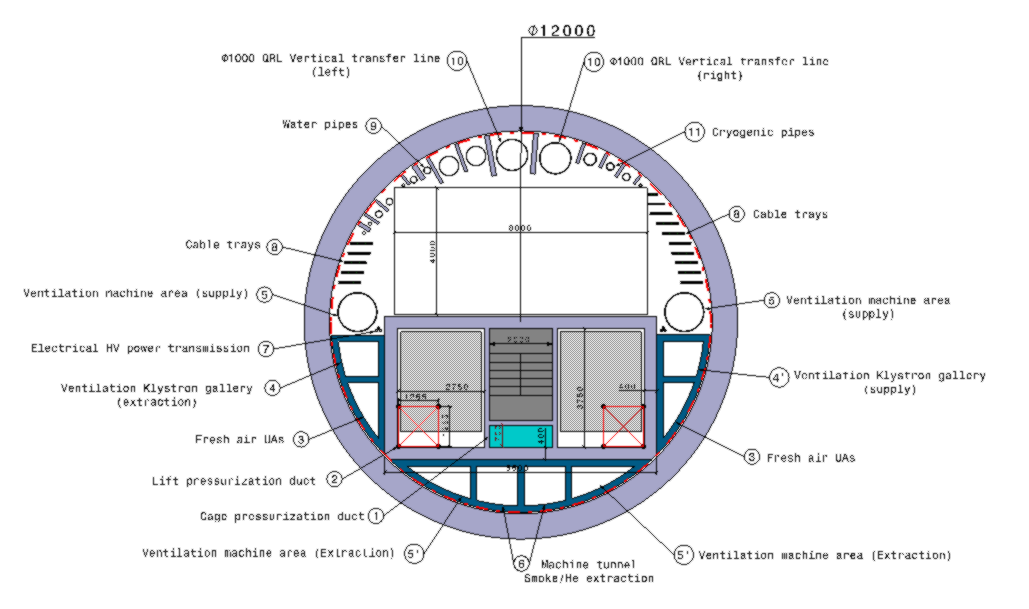 Φ12000
Φ1000 QRL Vertical transfer line
(left)
10
10
Φ1000 QRL Vertical transfer line
(right)
Water pipes
9
11
Cryogenic pipes
8
Cable trays
Cable trays
8
8000
4000
Ventilation machine area (supply)
5
5
Ventilation machine area
(supply)
Electrical HV power transmission
7
Ventilation Klystron gallery
(extraction)
4
4'
Ventilation Klystron gallery
(supply)
2750
3750
600
400
Fresh air UAs
3
3
Fresh air UAs
Lift pressurization duct
2
Cage pressurization duct
1
Ventilation machine area (Extraction)
5'
5'
Ventilation machine area (Extraction)
6
Machine tunnel
Smoke/He extraction